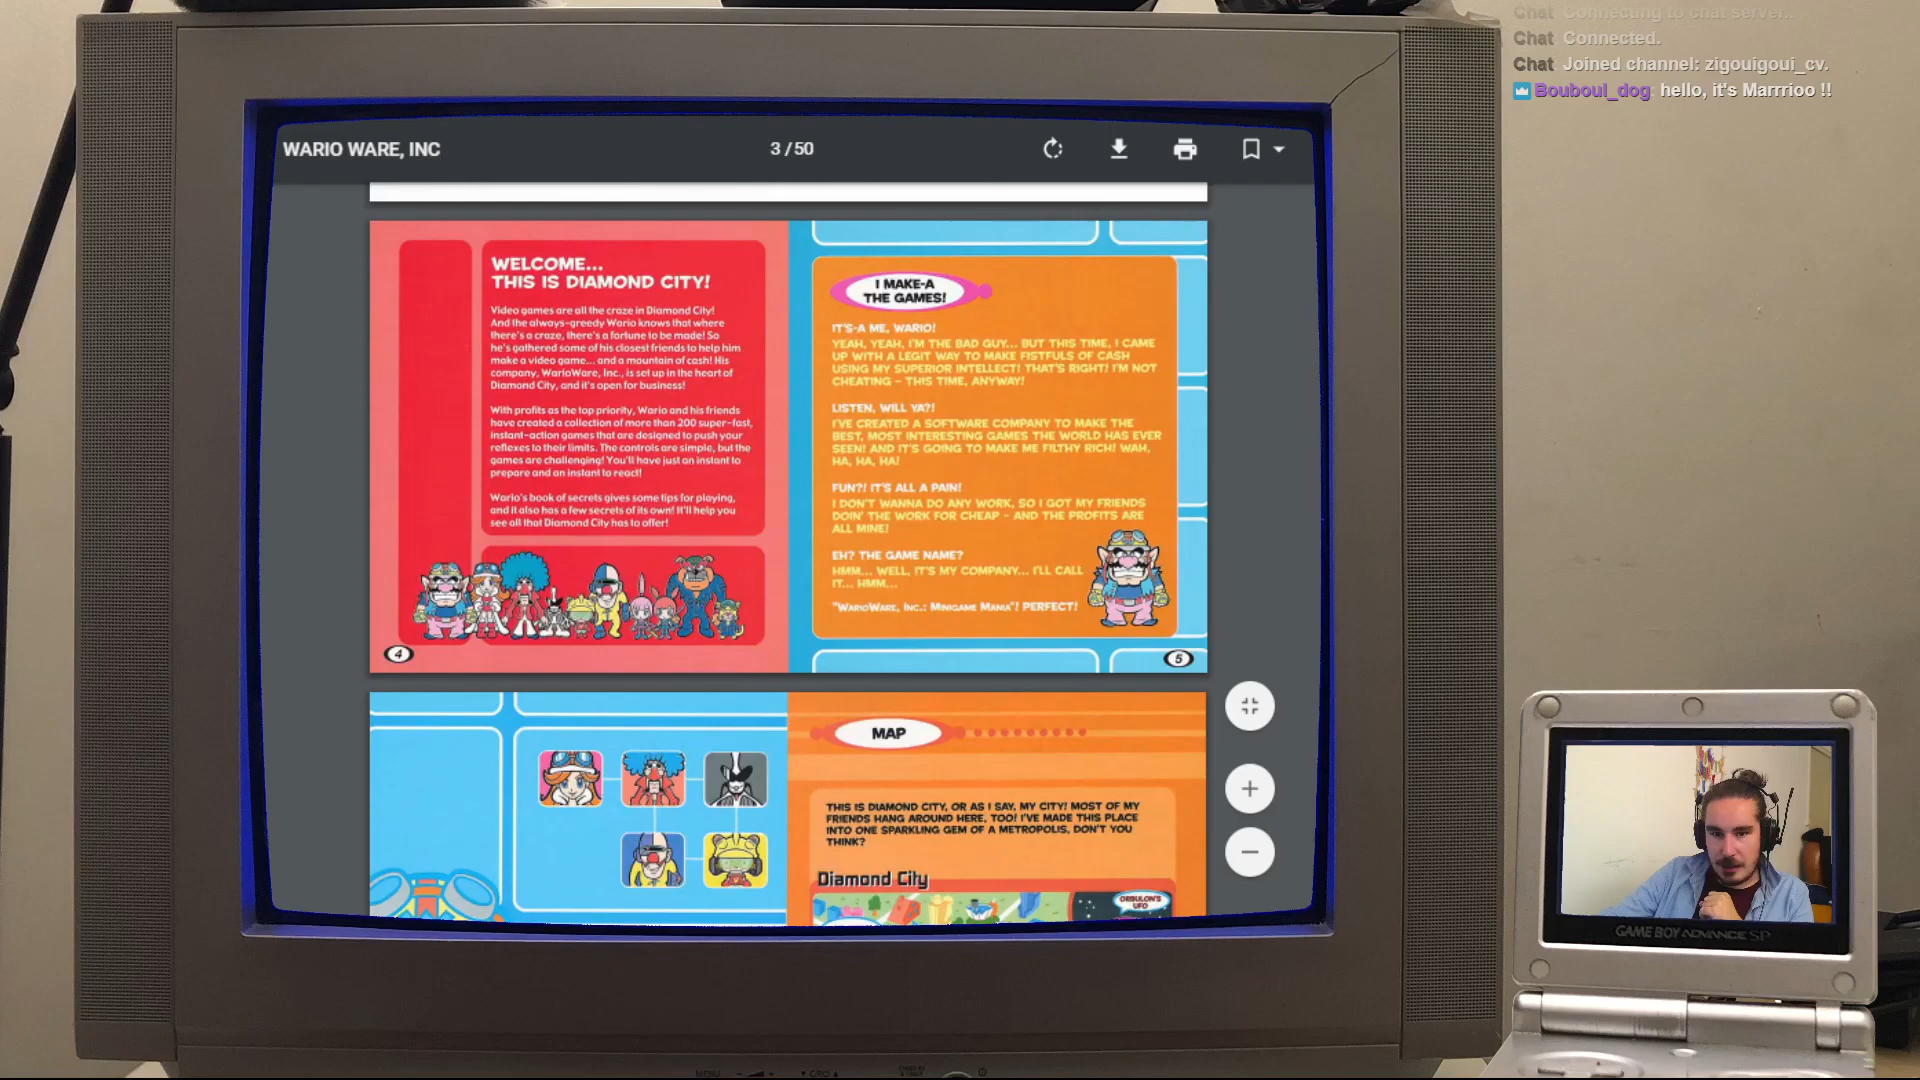 Chat Connecting to chat server..
Chat Connected.
Chat Joined channel: zigouigoui_cv.
Bouboul_dog: hello, it's Marrrioo !!
WARIO WARE, INC
3 / 50
WELCOME...
THIS IS DIAMOND CITY!
Video games are all the craze in Diamond City!
And the always-greedy Wario knows that where
there's a craze, there's a fortune to be made! So
he's gathered some of his closest friends to help him
make a video game... and a mountain of cash! His
company, WarioWare, Inc., is set up in the heart of
Diamond City, and it's open for business!
With profits as the top priority, Wario and his friends
have created a collection of more than 200 super-fast,
instant-action games that are designed to push your
reflexes to their limits. The controls are simple, but the
games are challenging! You'll have just an instant to
prepare and an instant to react!
Wario's book of secrets gives some tips for playing,
and it also has a few secrets of its own! It'll help you
see all that Diamond City has to offer!
4
I MAKE-A
THE GAMES!
IT'S-A ME, WARIO!
YEAH, YEAH, I'M THE BAD GUY... BUT THIS TIME, I CAME
UP WITH A LEGIT WAY TO MAKE FISTFULS OF CASH
USING MY SUPERIOR INTELLECT! THAT'S RIGHT! I'M NOT
CHEATING - THIS TIME, ANYWAY!
LISTEN, WILL YA?!
I'VE CREATED A SOFTWARE COMPANY TO MAKE THE
BEST, MOST INTERESTING GAMES THE WORLD HAS EVER
SEEN! AND IT'S GOING TO MAKE ME FILTHY RICH! WAH,
HA, HA, HA!
FUN?! IT'S ALL A PAIN!
I DON'T WANNA DO ANY WORK, SO I GOT MY FRIENDS
DOIN' THE WORK FOR CHEAP - AND THE PROFITS ARE
ALL MINE!
EH? THE GAME NAME?
HMM... WELL, IT'S MY COMPANY... I'LL CALL
IT... HMM...
"WARIOWARE, INC.: MINIGAME MANIA"! PERFECT!
5
MAP
THIS IS DIAMOND CITY, OR AS I SAY, MY CITY! MOST OF MY
FRIENDS HANG AROUND HERE, TOO! I'VE MADE THIS PLACE
INTO ONE SPARKLING GEM OF A METROPOLIS, DON'T YOU
THINK?
Diamond City
ORBULON'S
UFO
GAME BOY ADVANCE SP
MENU